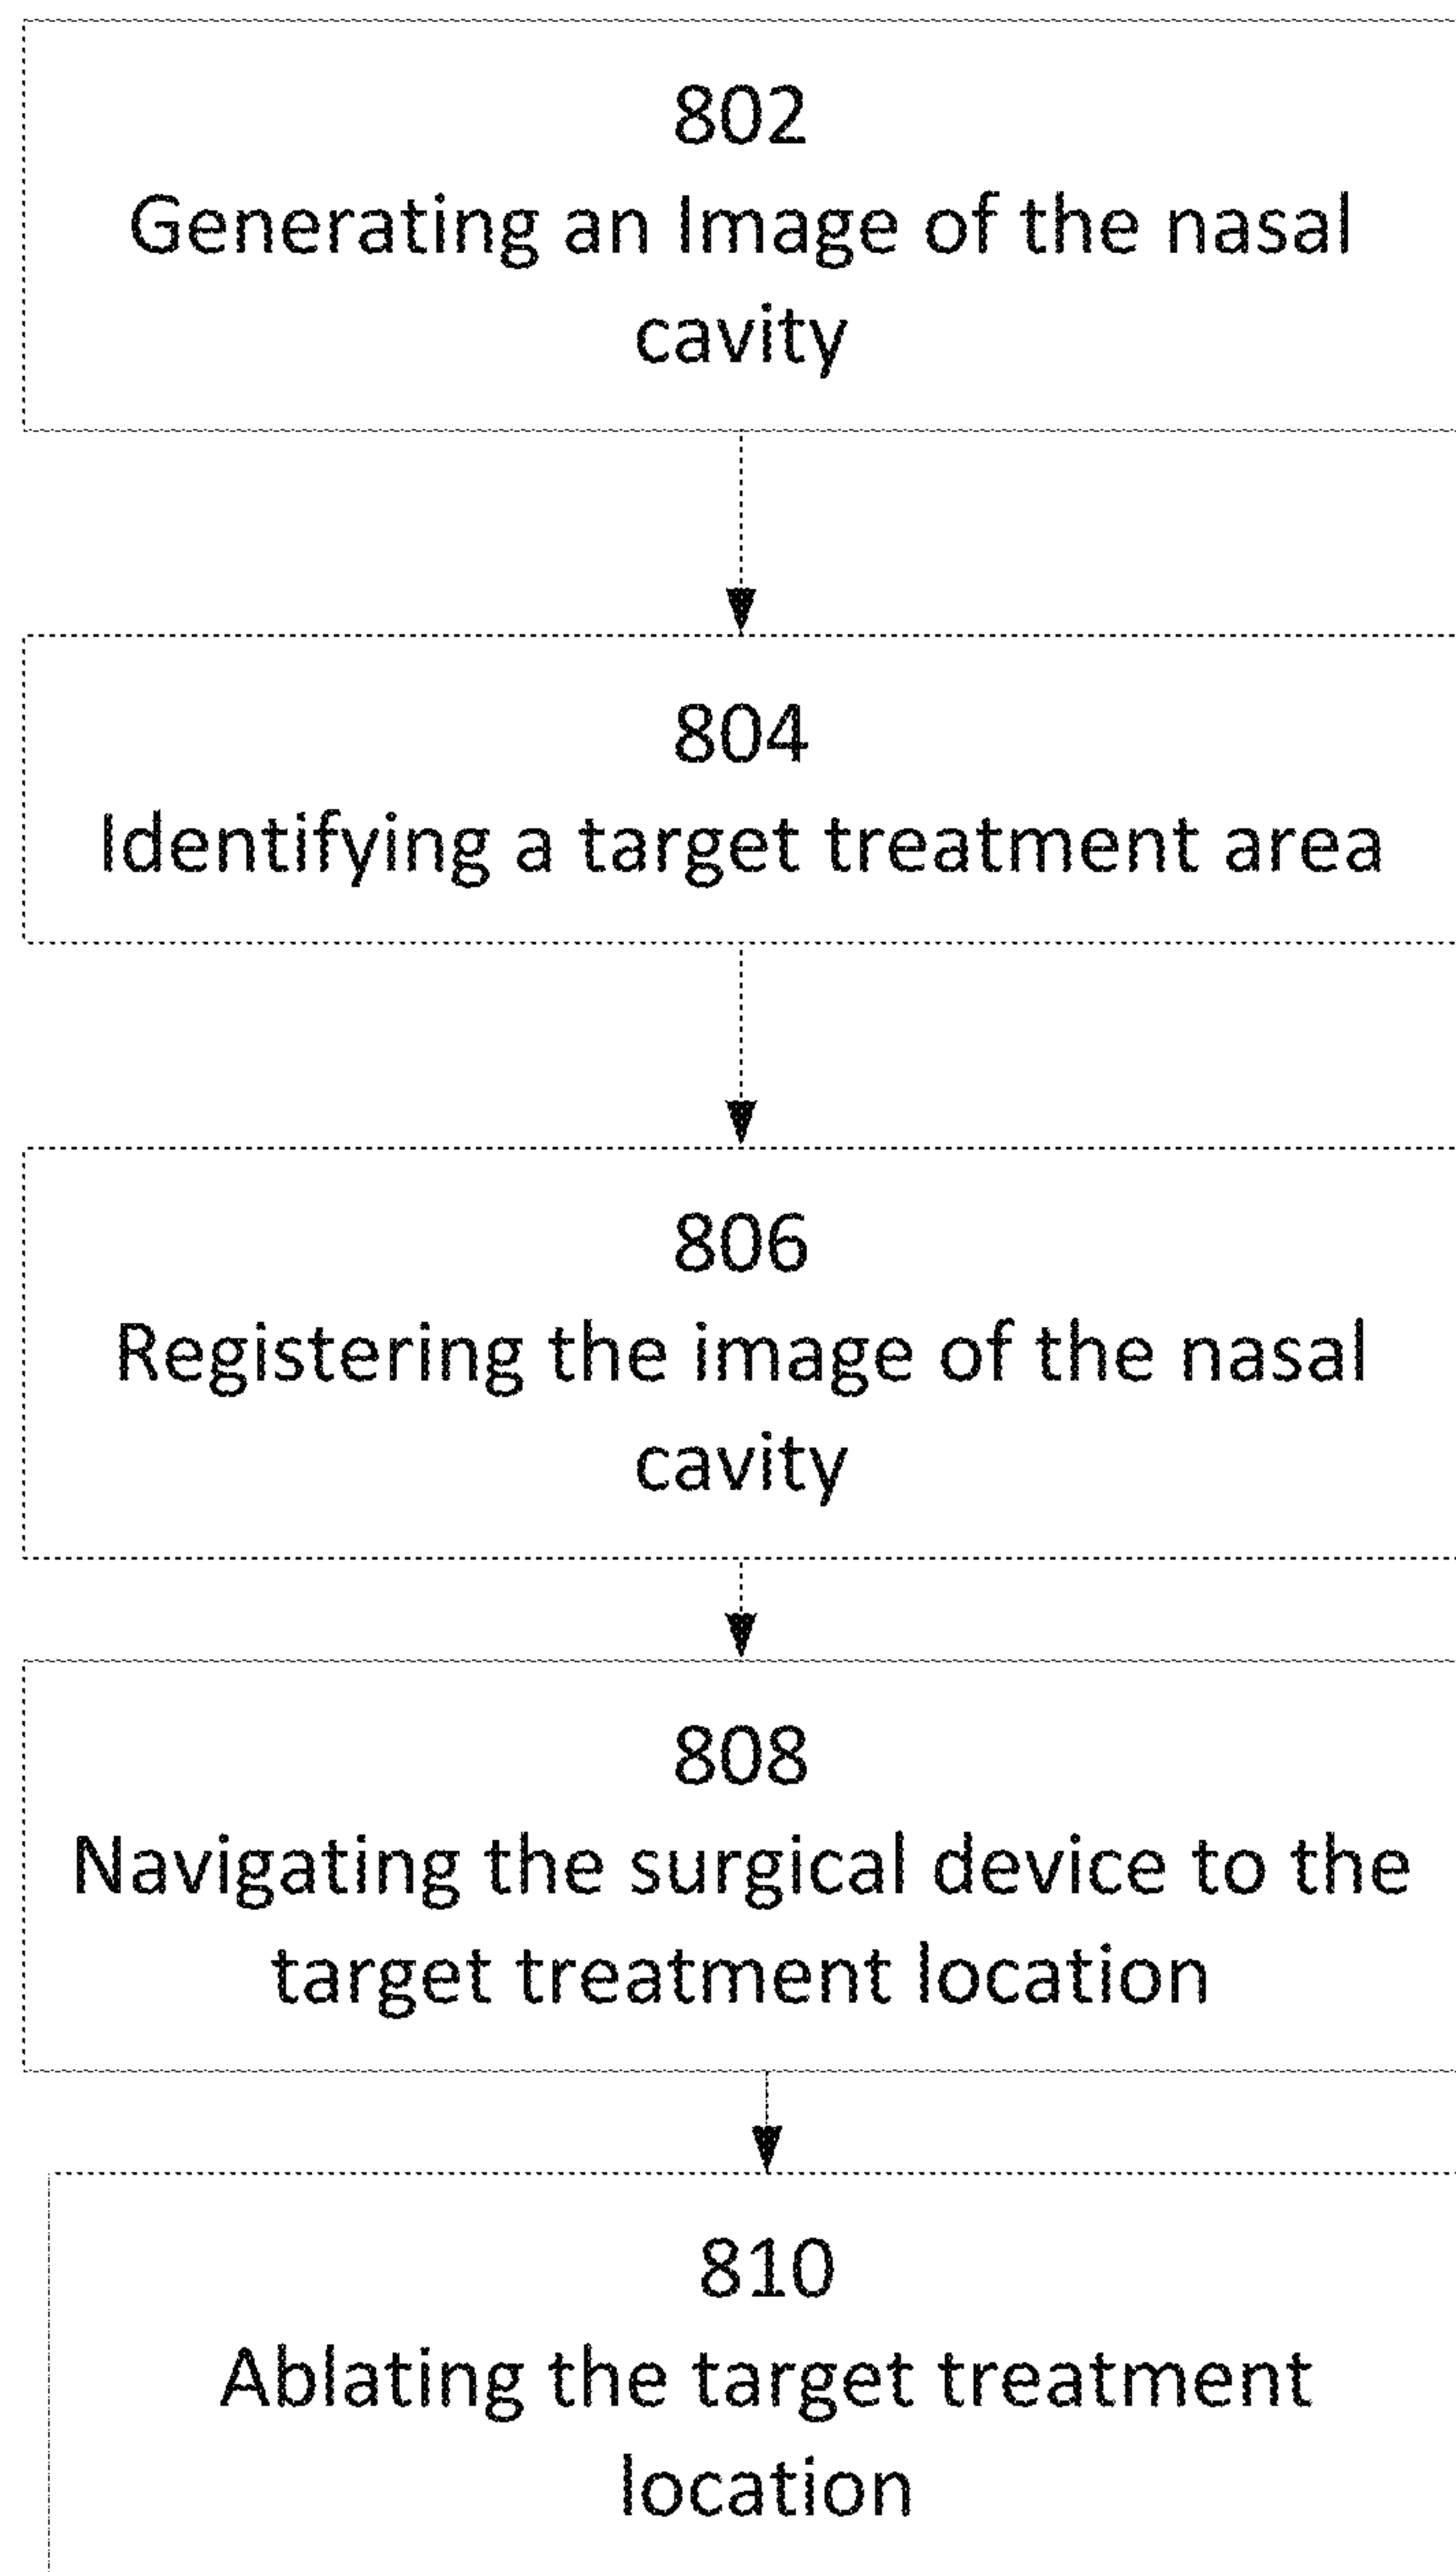 802
Generating an Image of the nasal
cavity
804
Identifying a target treatment area
806
Registering the image of the nasal
cavity
808
Navigating the surgical device to the
target treatment location
810
Ablating the target treatment
location